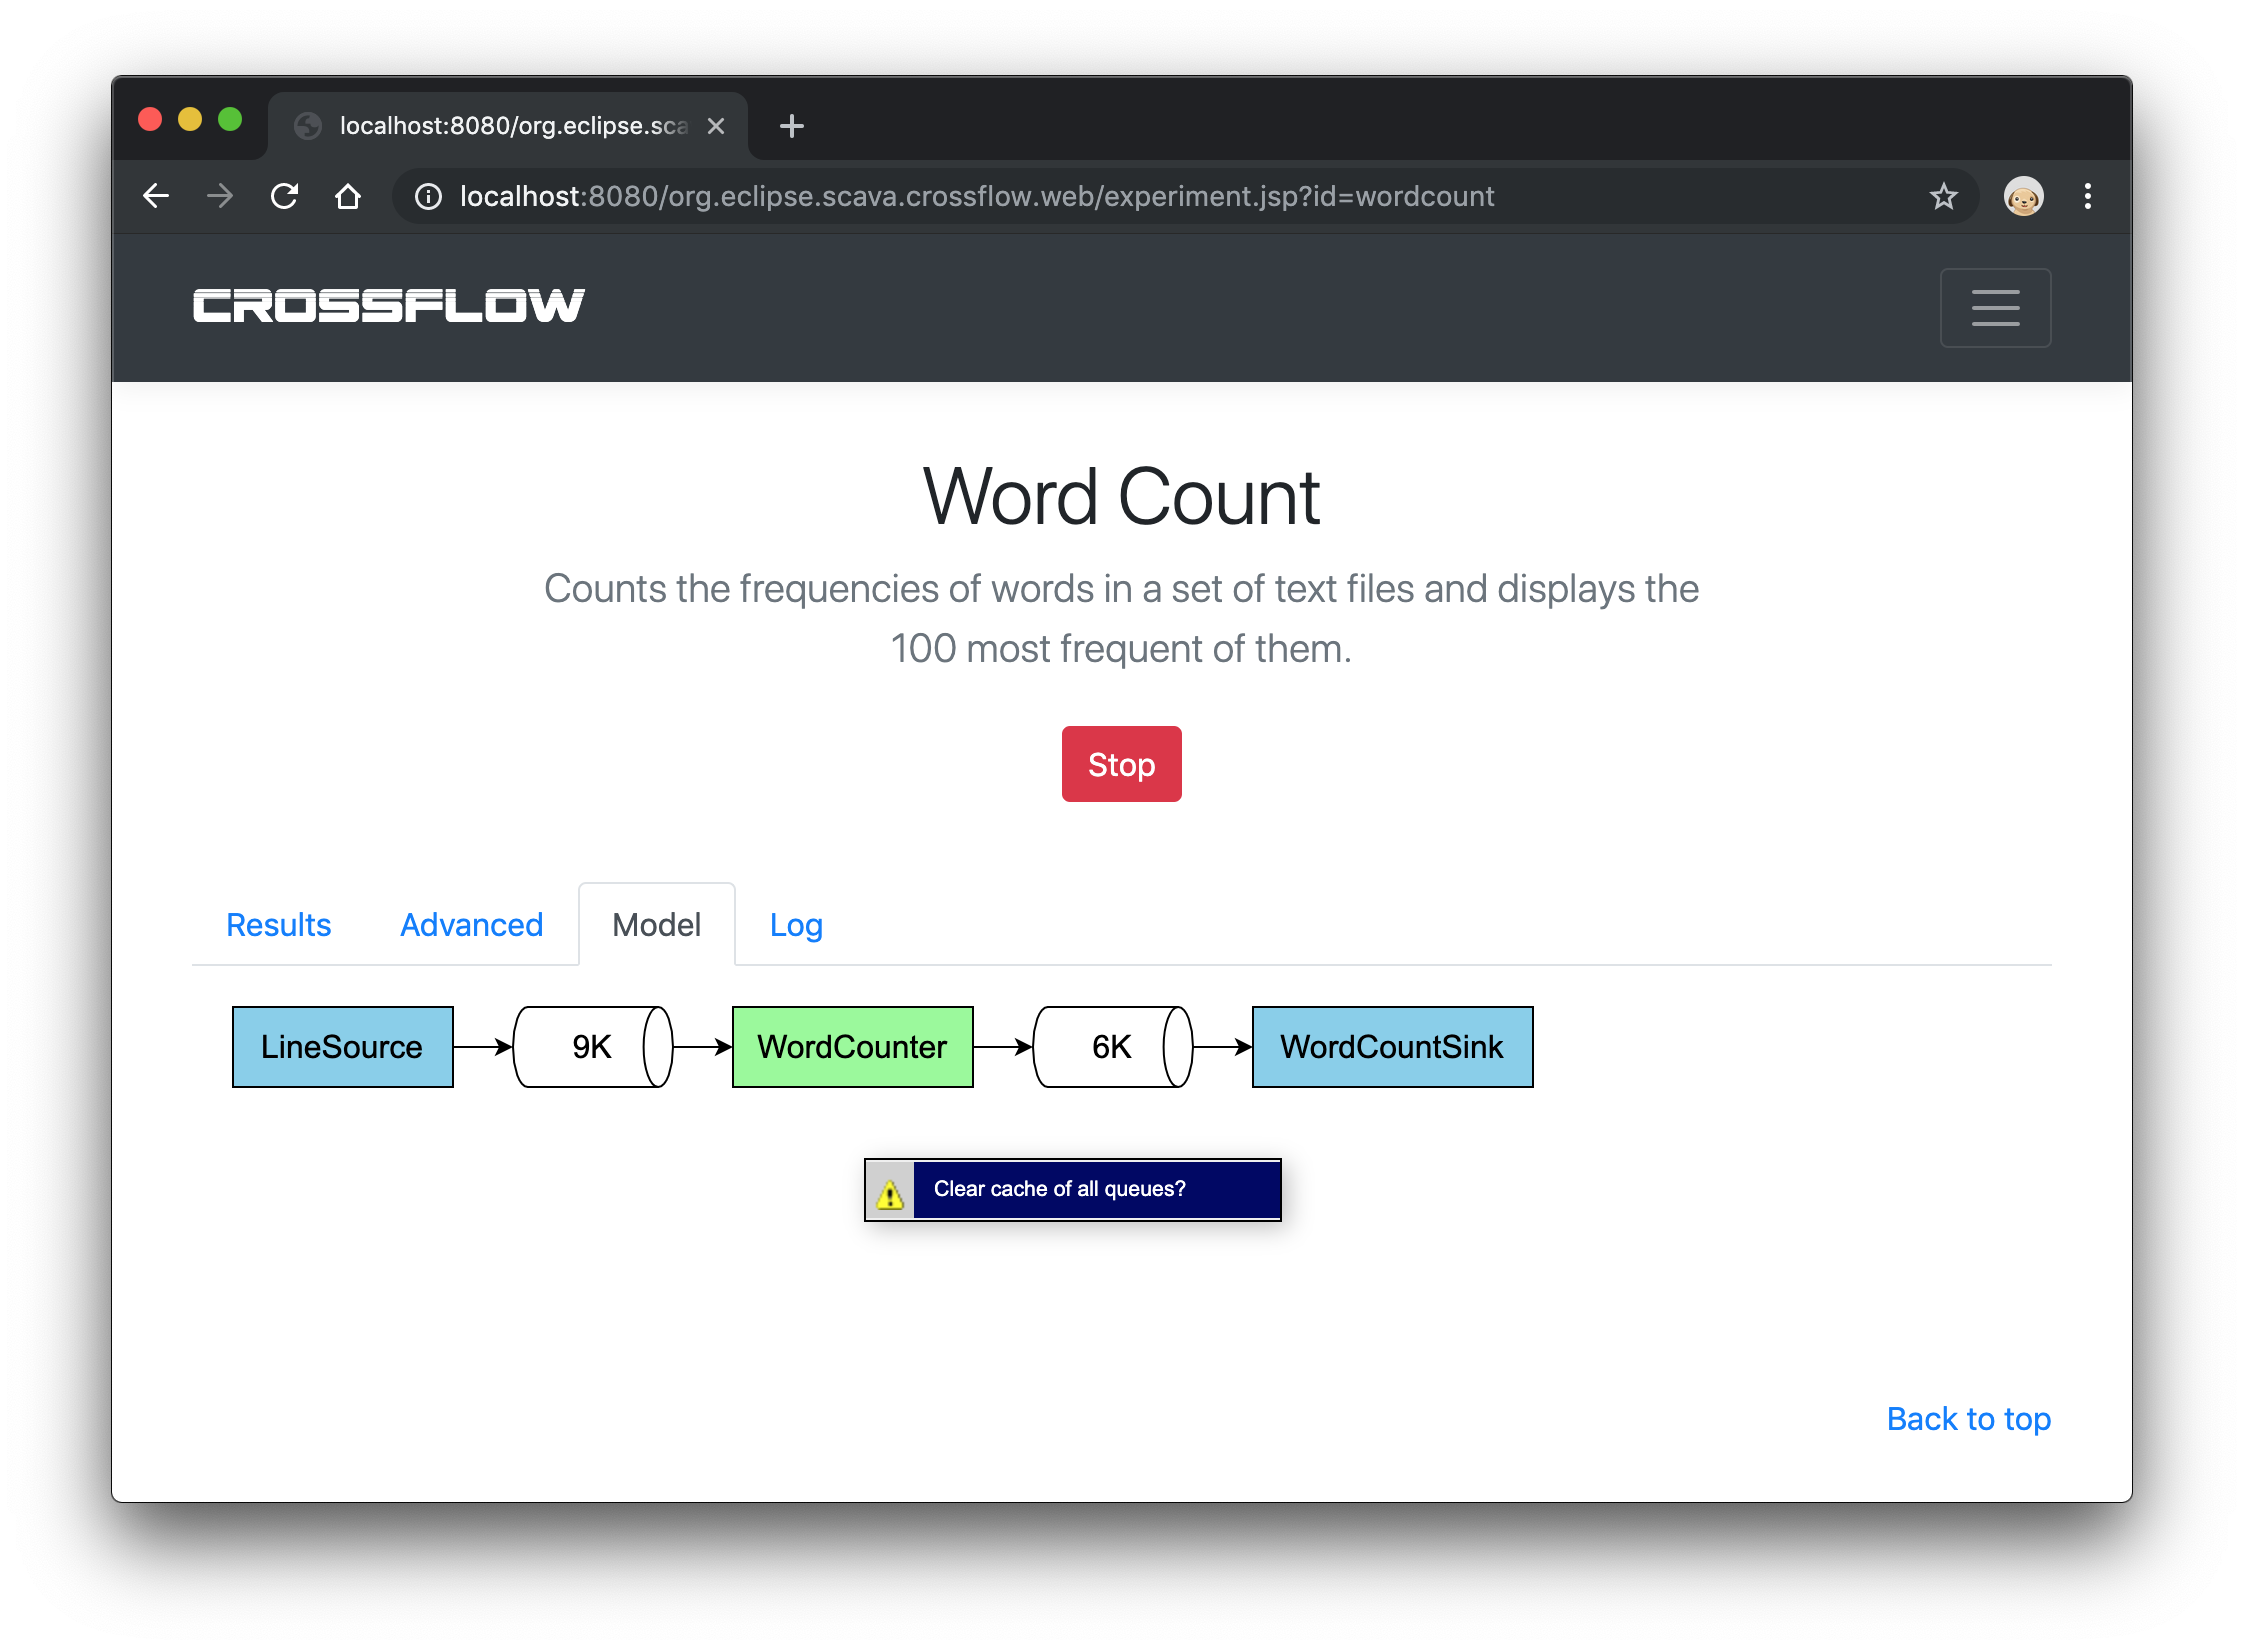 localhost:8080/org.eclipse.sca
localhost:8080/org.eclipse.scava.crossflow.web/experiment.jsp?id=wordcount
CROSSFLOW
Word Count
Counts the frequencies of words in a set of text files and displays the
100 most frequent of them.
Stop
Results Advanced Model Log
LineSource 9K WordCounter 6K WordCountSink
Clear cache of all queues?
Back to top